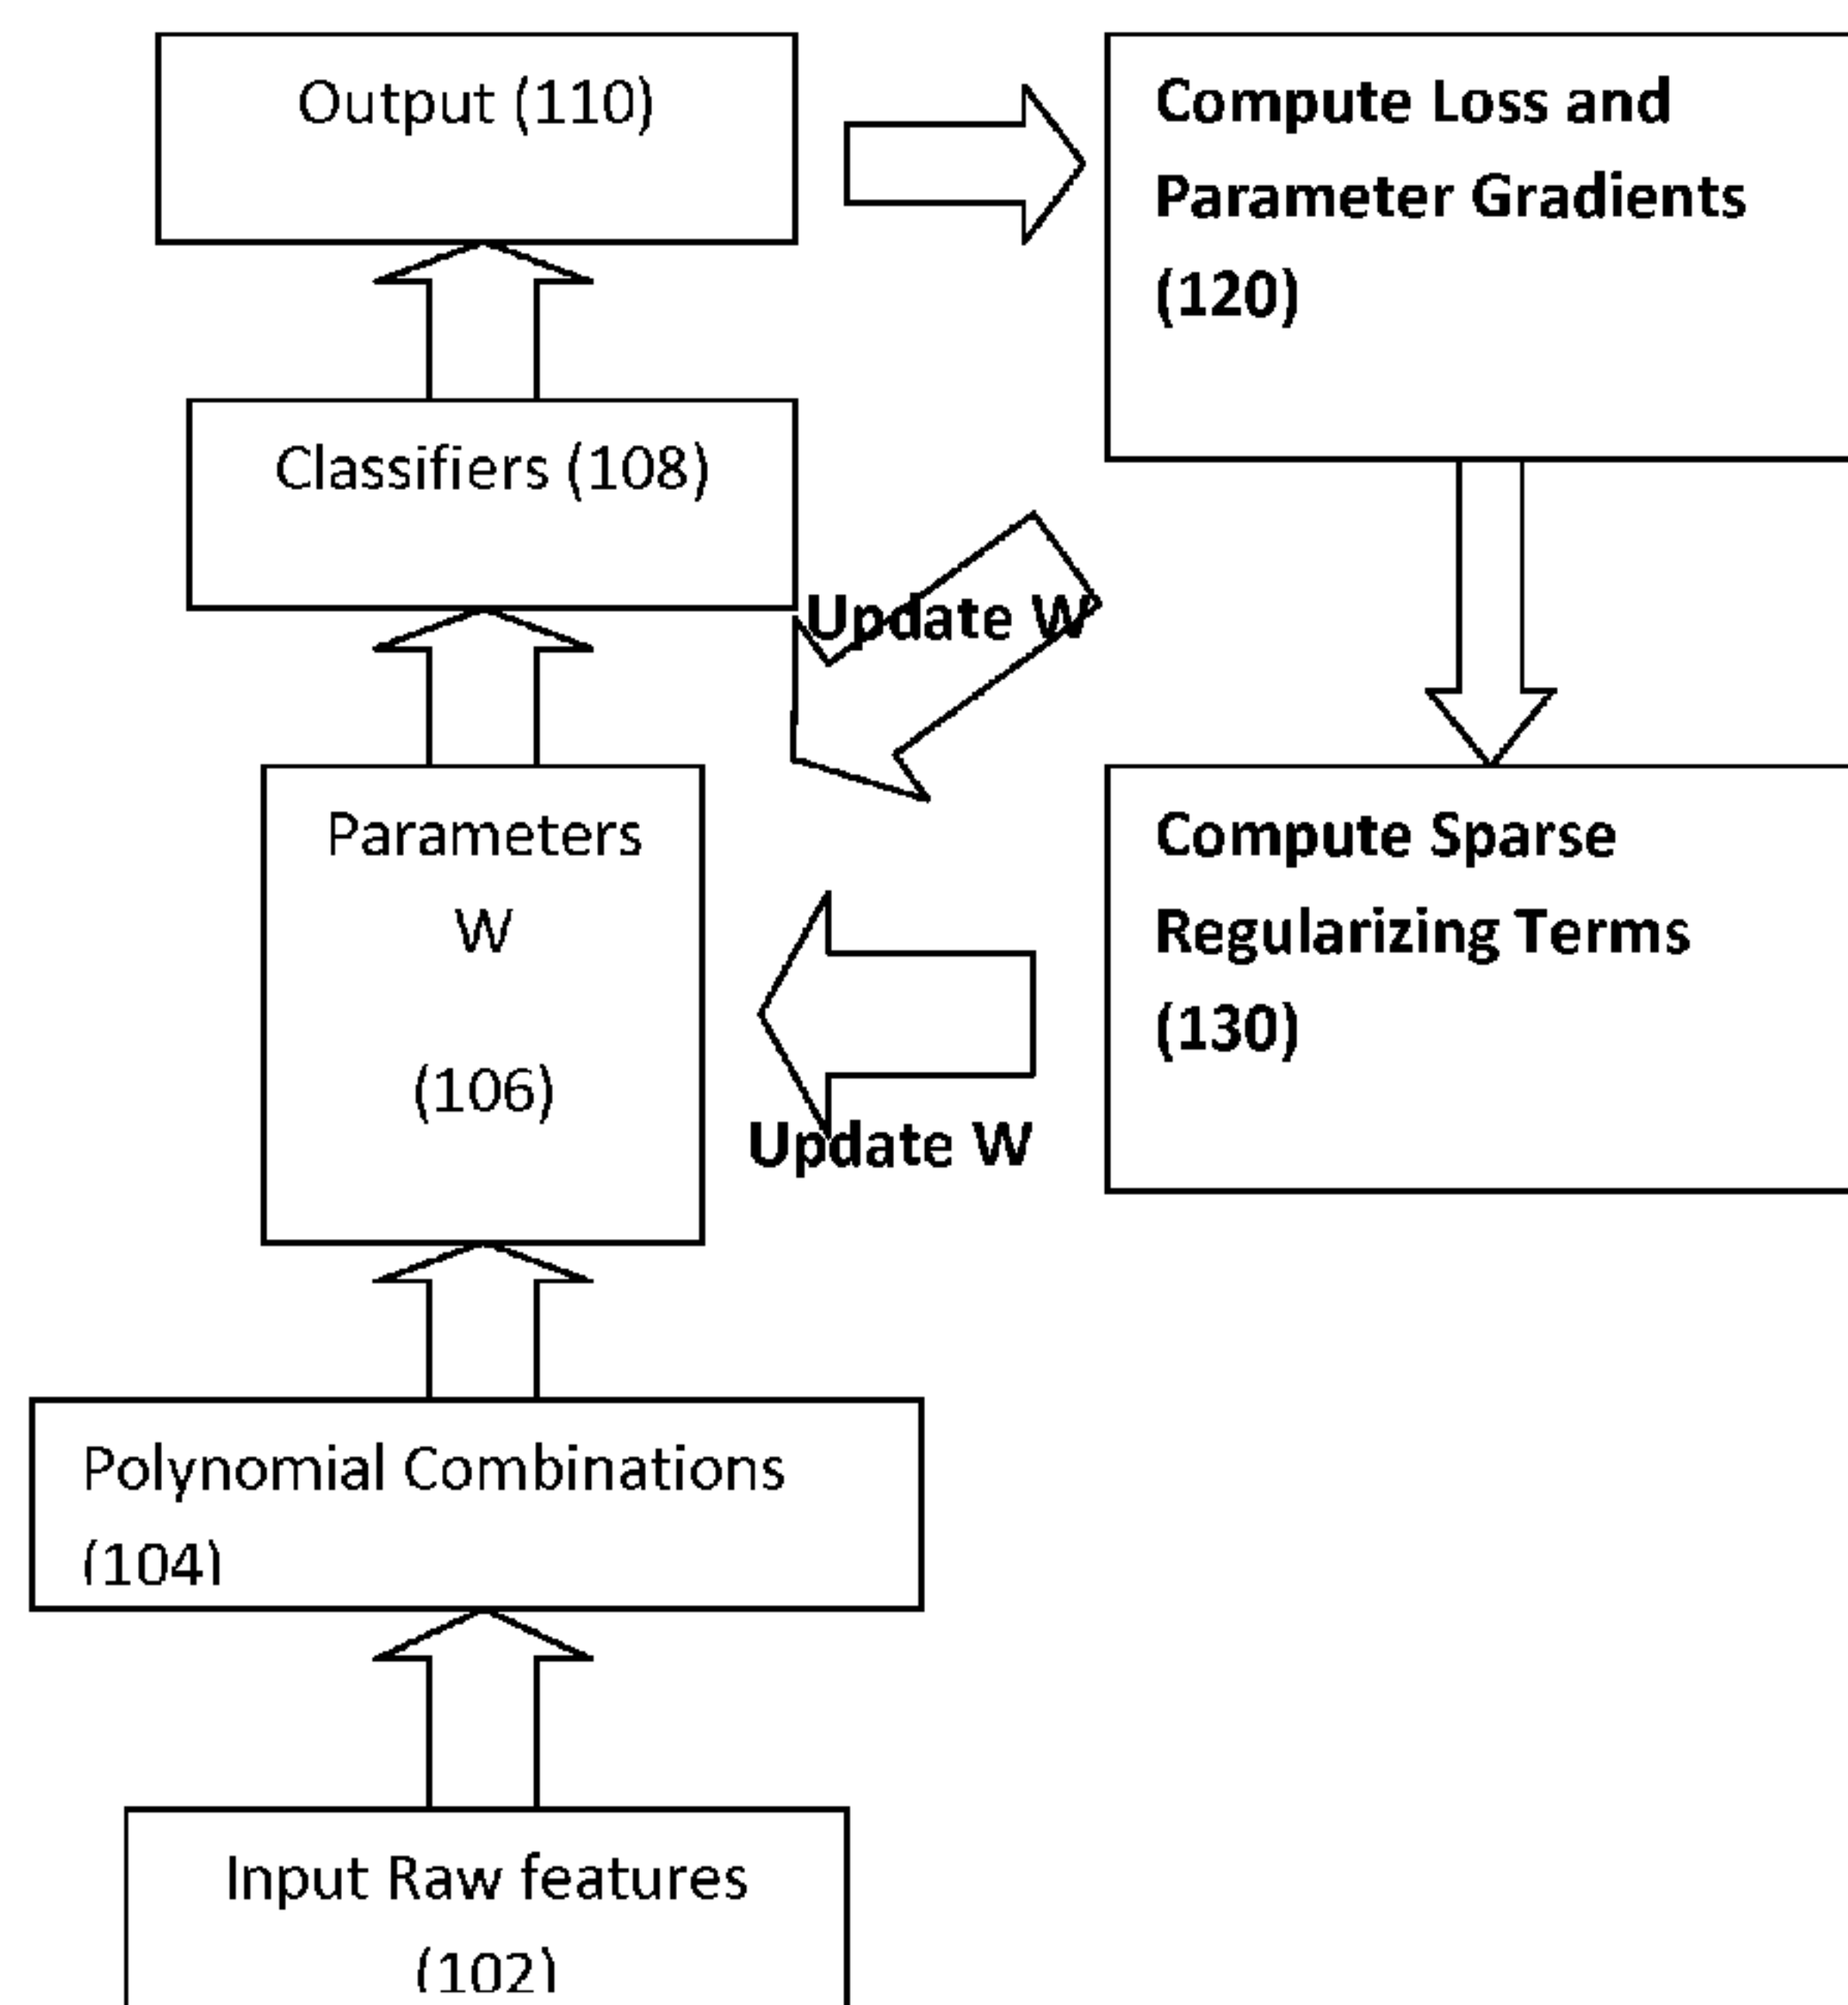 Output (110)
Compute Loss and
Parameter Gradients
(120)
Classifiers (108)
Update W
Parameters
W
(106)
Compute Sparse
Regularizing Terms
(130)
Update W
Polynomial Combinations
(104)
Input Raw features
(102)